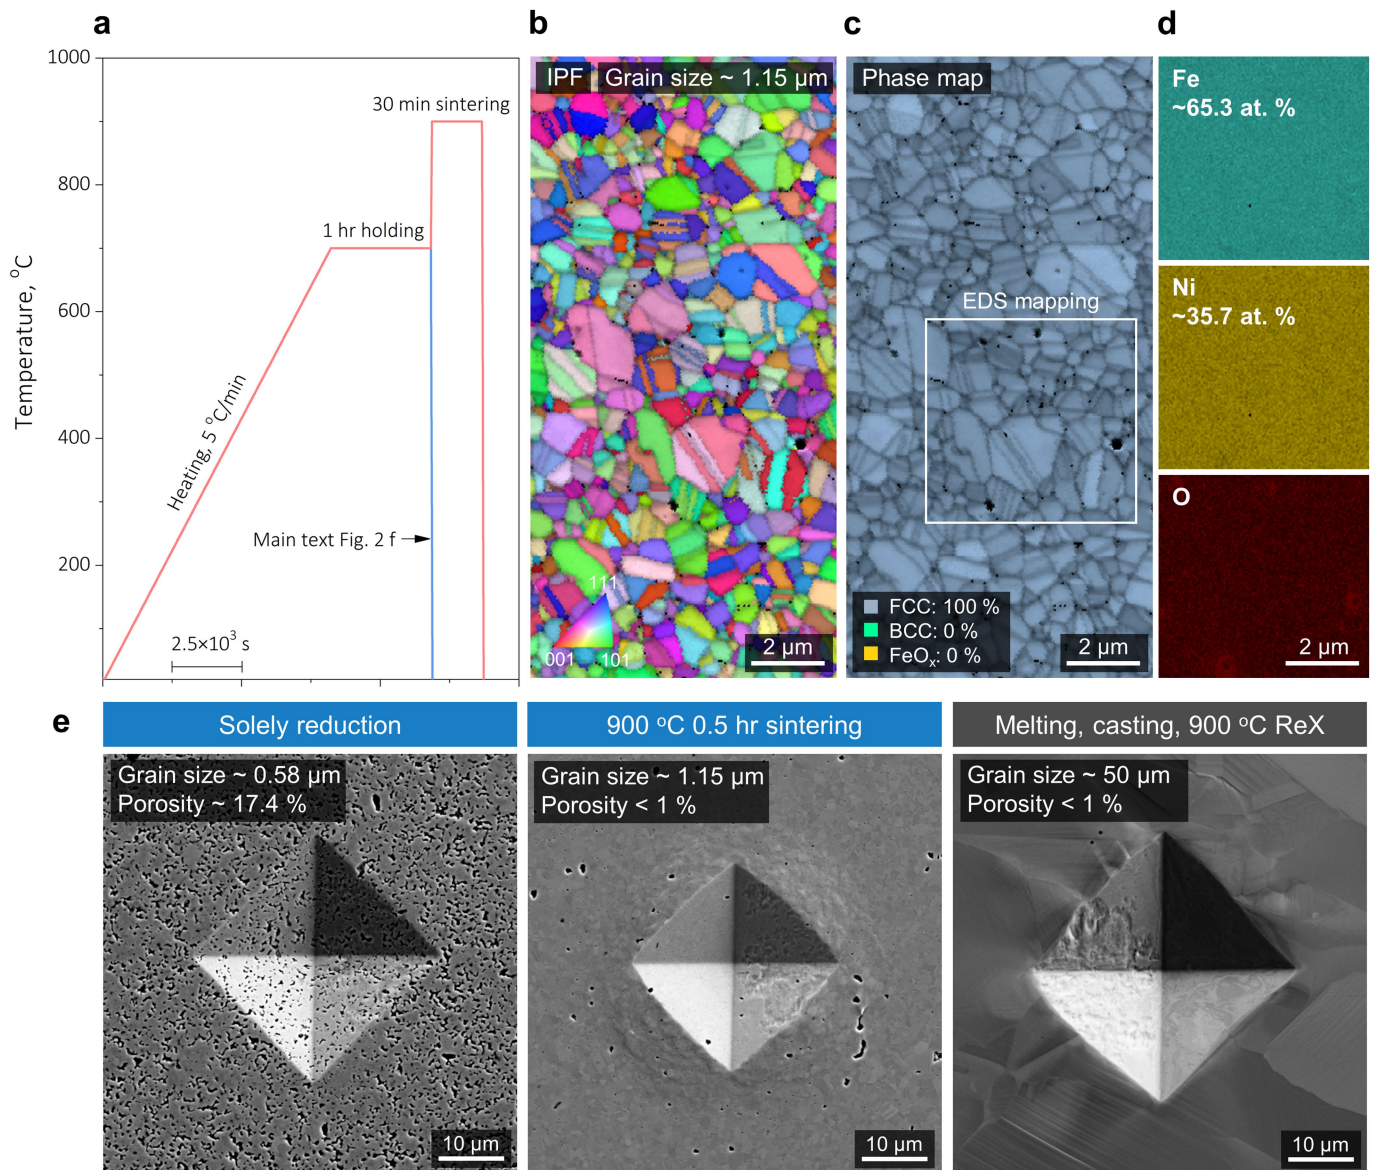 a
1000
800
600
400
200
Temperature, °C
30 min sintering
1 hr holding
Heating, 5 °C/min
Main text Fig. 2 f
2.5×10³ s
b
IPF
Grain size ~ 1.15 µm
111
001
101
2 µm
c
Phase map
EDS mapping
FCC: 100 %
BCC: 0 %
FeOₓ: 0 %
2 µm
d
Fe
~65.3 at. %
Ni
~35.7 at. %
O
2 µm
e
Solely reduction
Grain size ~ 0.58 µm
Porosity ~ 17.4 %
10 µm
900 °C 0.5 hr sintering
Grain size ~ 1.15 µm
Porosity < 1 %
10 µm
Melting, casting, 900 °C ReX
Grain size ~ 50 µm
Porosity < 1 %
10 µm